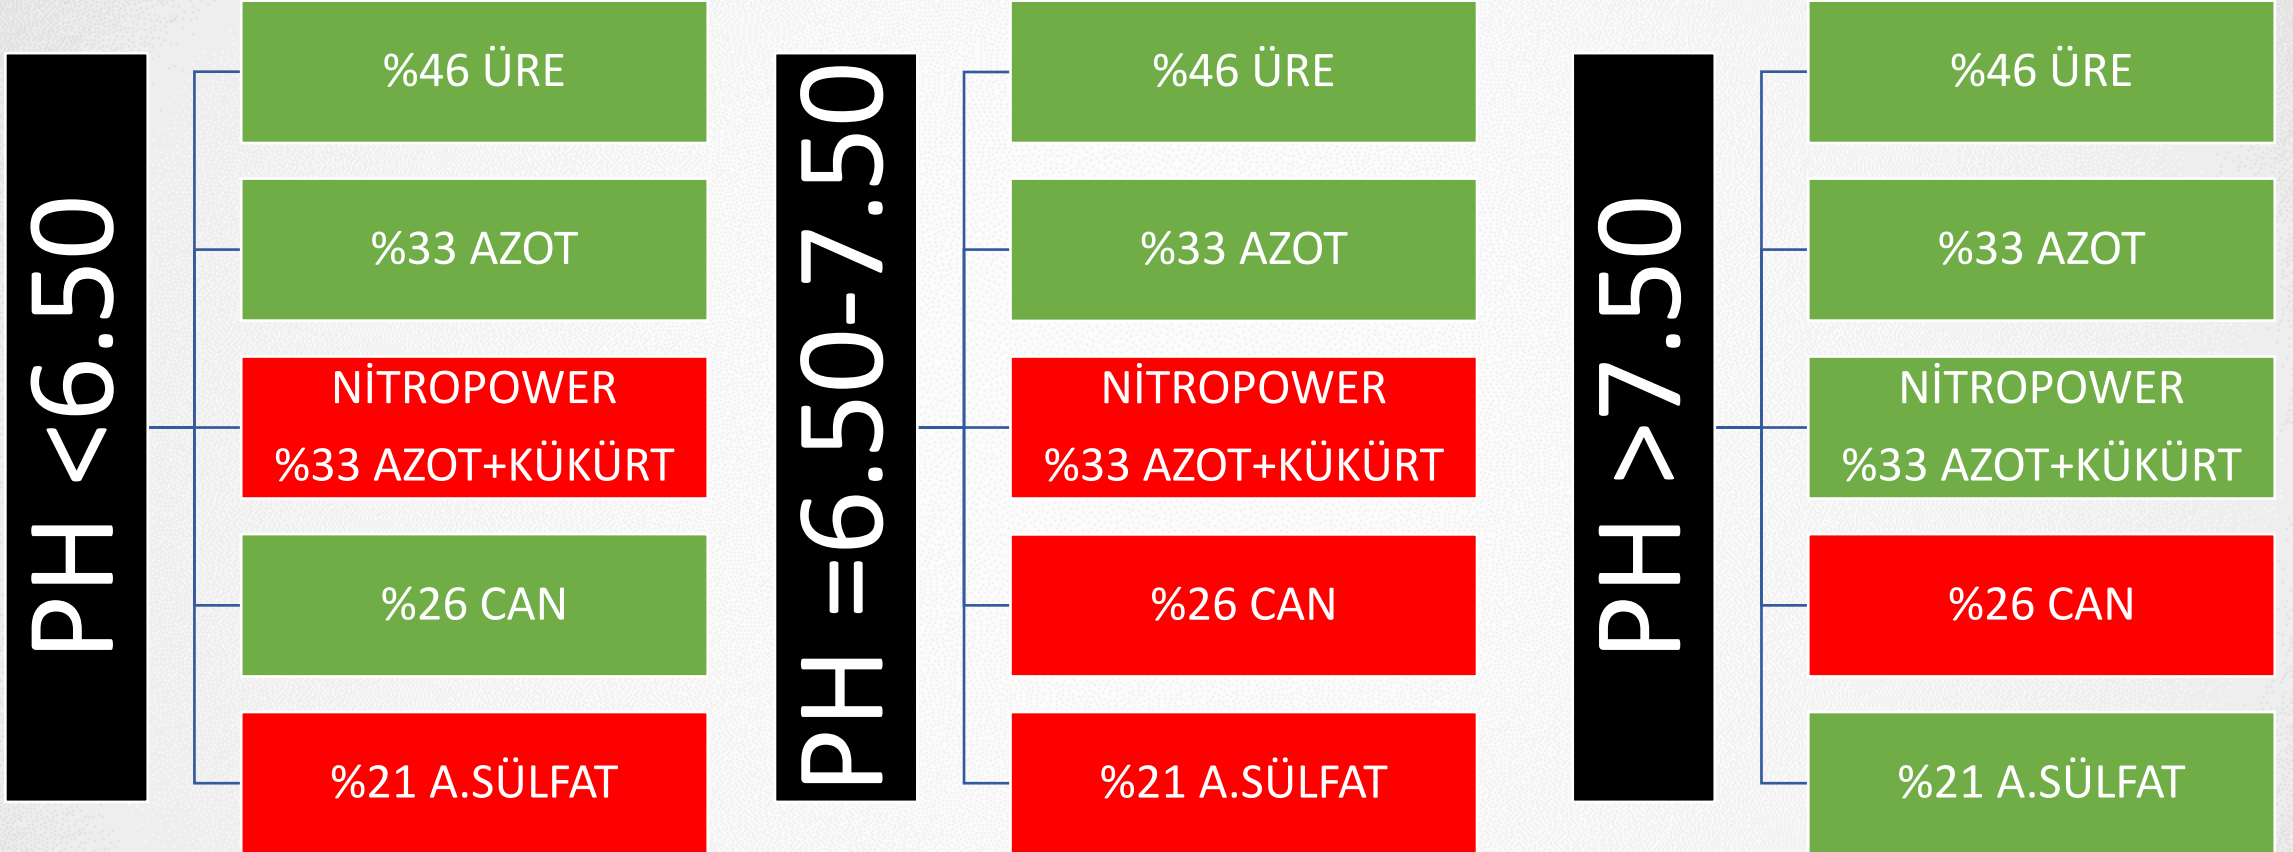 PH <6.50
%46 ÜRE
%33 AZOT
NİTROPOWER
%33 AZOT+KÜKÜRT
%26 CAN
%21 A.SÜLFAT
PH =6.50-7.50
%46 ÜRE
%33 AZOT
NİTROPOWER
%33 AZOT+KÜKÜRT
%26 CAN
%21 A.SÜLFAT
PH >7.50
%46 ÜRE
%33 AZOT
NİTROPOWER
%33 AZOT+KÜKÜRT
%26 CAN
%21 A.SÜLFAT